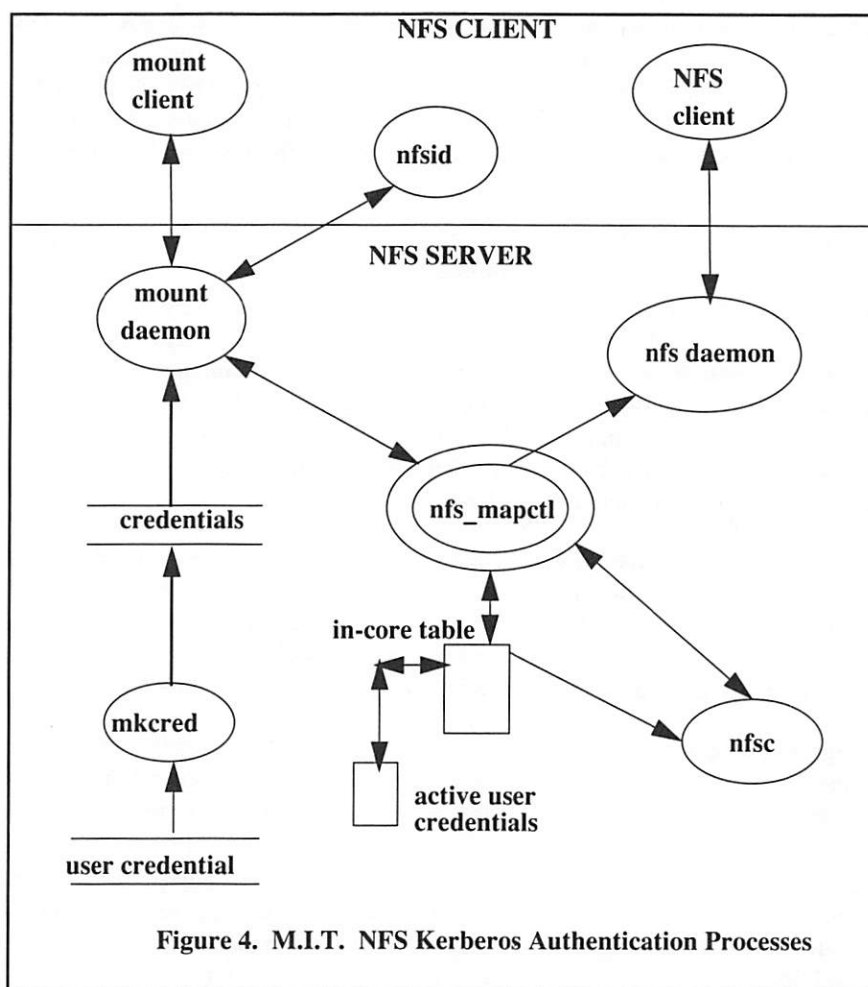 NFS CLIENT
mount
client
NFS
client
nfsid
NFS SERVER
mount
daemon
nfs daemon
nfs_mapctl
credentials
in-core table
mkcred
nfsc
active user
credentials
user credential
Figure 4. M.I.T. NFS Kerberos Authentication Processes